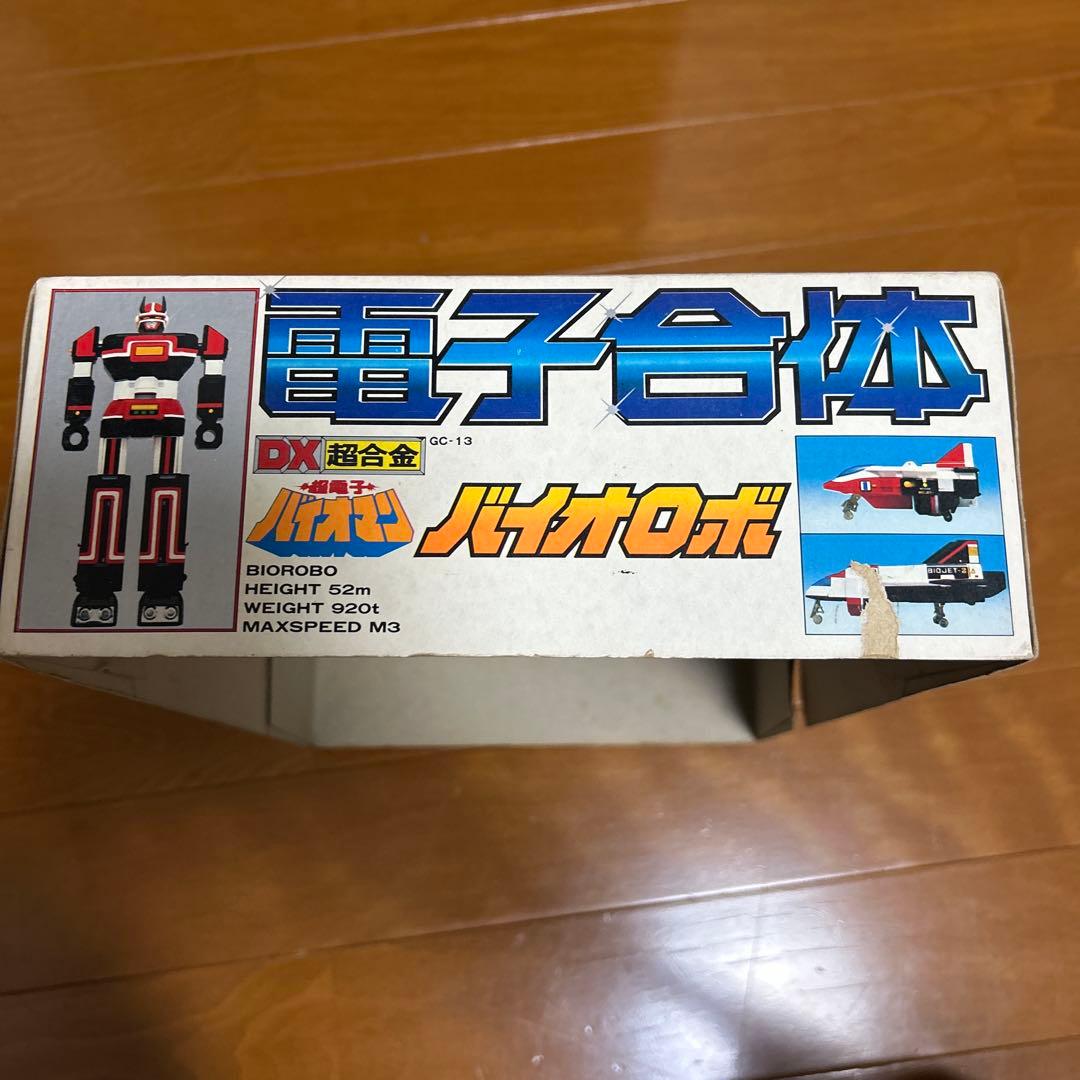 電子合体
DX 超合金 GC-13
超電子
バイオマン
バイオロボ
BIOROBO
HEIGHT 52m
WEIGHT 920t
MAXSPEED M3
BIOJET-2